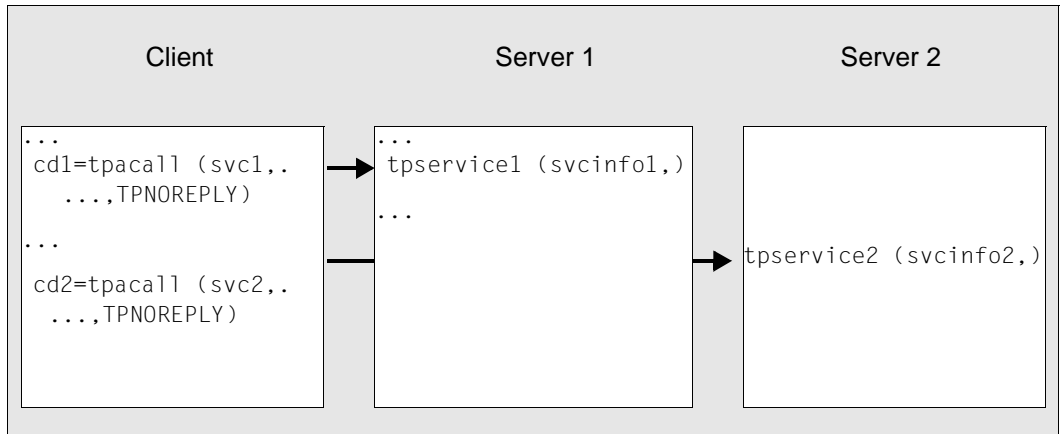 Client
Server 1
Server 2
...
cd1=tpacall (svc1,.
...,TPNOREPLY)
...
cd2=tpacall (svc2,.
...,TPNOREPLY)
...
tpservice1 (svcinfo1,)
...
tpservice2 (svcinfo2,)